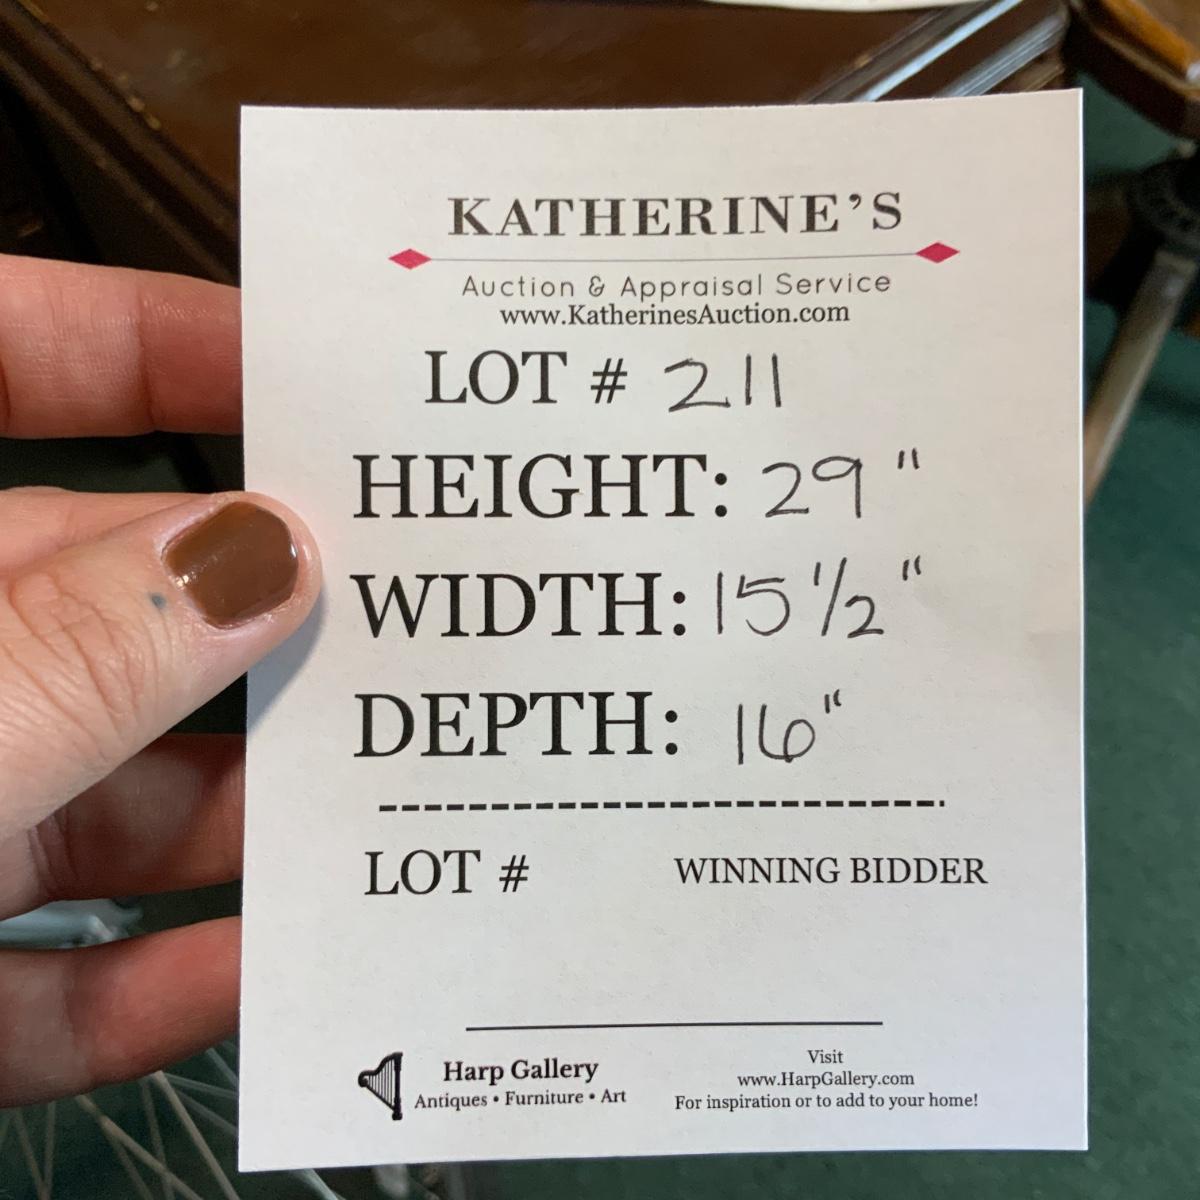 KATHERINE'S
Auction & Appraisal Service
www.KatherinesAuction.com
LOT # 211
HEIGHT: 29"
WIDTH: 15 1/2"
DEPTH: 16"
LOT # WINNING BIDDER
Harp Gallery
Antiques • Furniture • Art
Visit
www.HarpGallery.com
For inspiration or to add to your home!